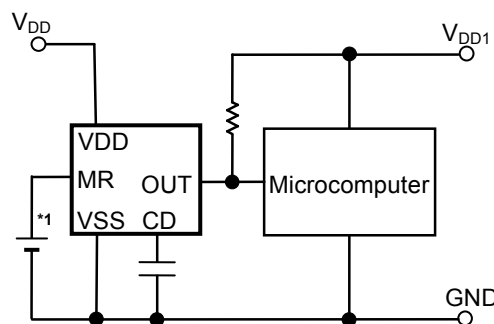 VDD
VDD1
VDD
MR
OUT
Microcomputer
*1
VSS
CD
GND